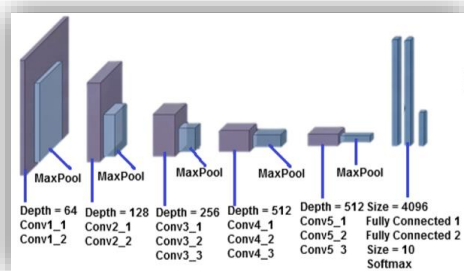 MaxPool
MaxPool
MaxPool
MaxPool
MaxPool
Depth = 64
Conv1_1
Conv1_2
Depth = 128
Conv2_1
Conv2_2
Depth = 256
Conv3_1
Conv3_2
Conv3_3
Depth = 512
Conv4_1
Conv4_2
Conv4_3
Depth = 512
Conv5_1
Conv5_2
Conv5_3
Size = 4096
Fully Connected 1
Fully Connected 2
Size = 10
Softmax